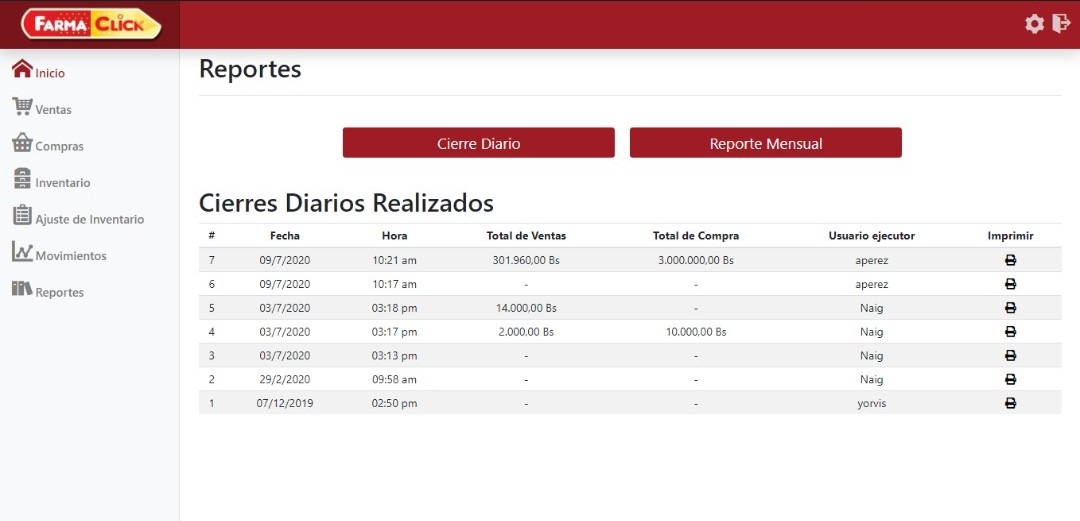 FARMA CLICK
Inicio
Ventas
Compras
Inventario
Ajuste de Inventario
Movimientos
Reportes
Reportes
Cierre Diario Reporte Mensual
Cierres Diarios Realizados
# Fecha Hora Total de Ventas Total de Compra Usuario ejecutor Imprimir
7 09/7/2020 10:21 am 301.960,00 Bs 3.000.000,00 Bs aperez
6 09/7/2020 10:17 am - - aperez
5 03/7/2020 03:18 pm 14.000,00 Bs - Naig
4 03/7/2020 03:17 pm 2.000,00 Bs 10.000,00 Bs Naig
3 03/7/2020 03:13 pm - - Naig
2 29/2/2020 09:58 am - - Naig
1 07/12/2019 02:50 pm - - yorvis